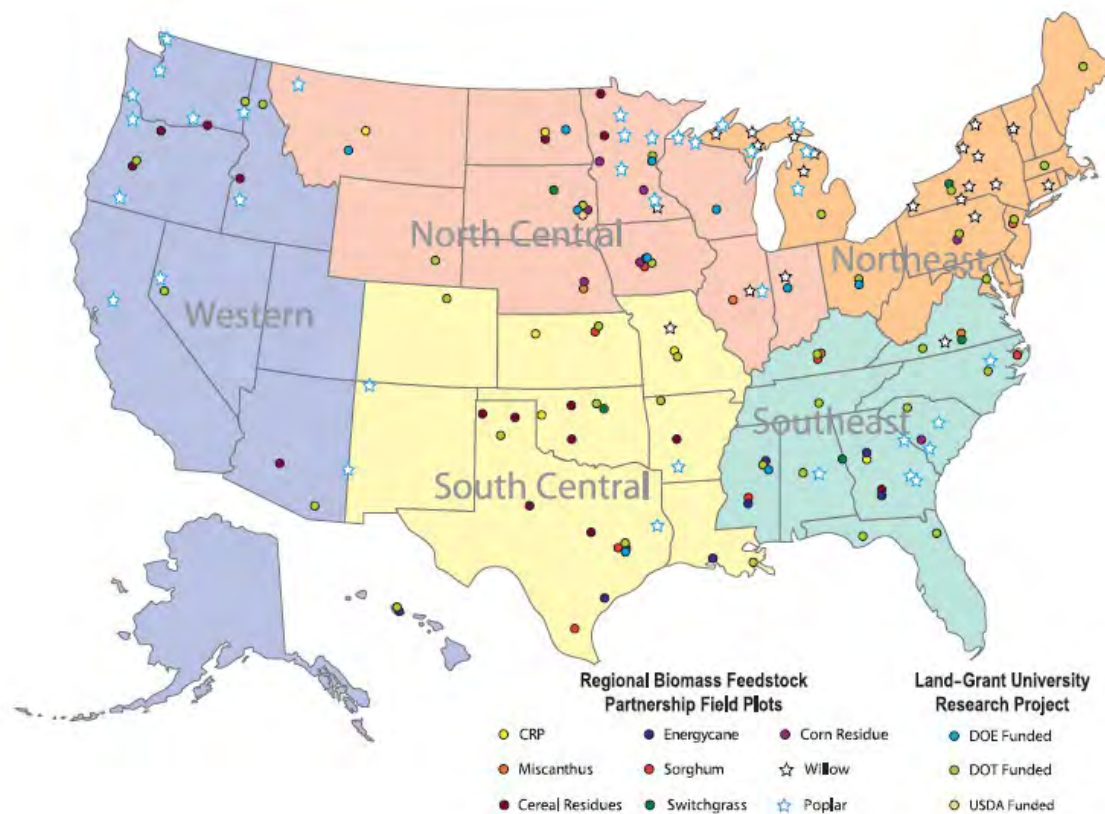 North Central
Northeast
Western
Southeast
South Central
Regional Biomass Feedstock
Partnership Field Plots
Land-Grant University
Research Project
CRP
Energycane
Corn Residue
DOE Funded
Miscanthus
Sorghum
Willow
DOT Funded
Cereal Residues
Switchgrass
Poplar
USDA Funded